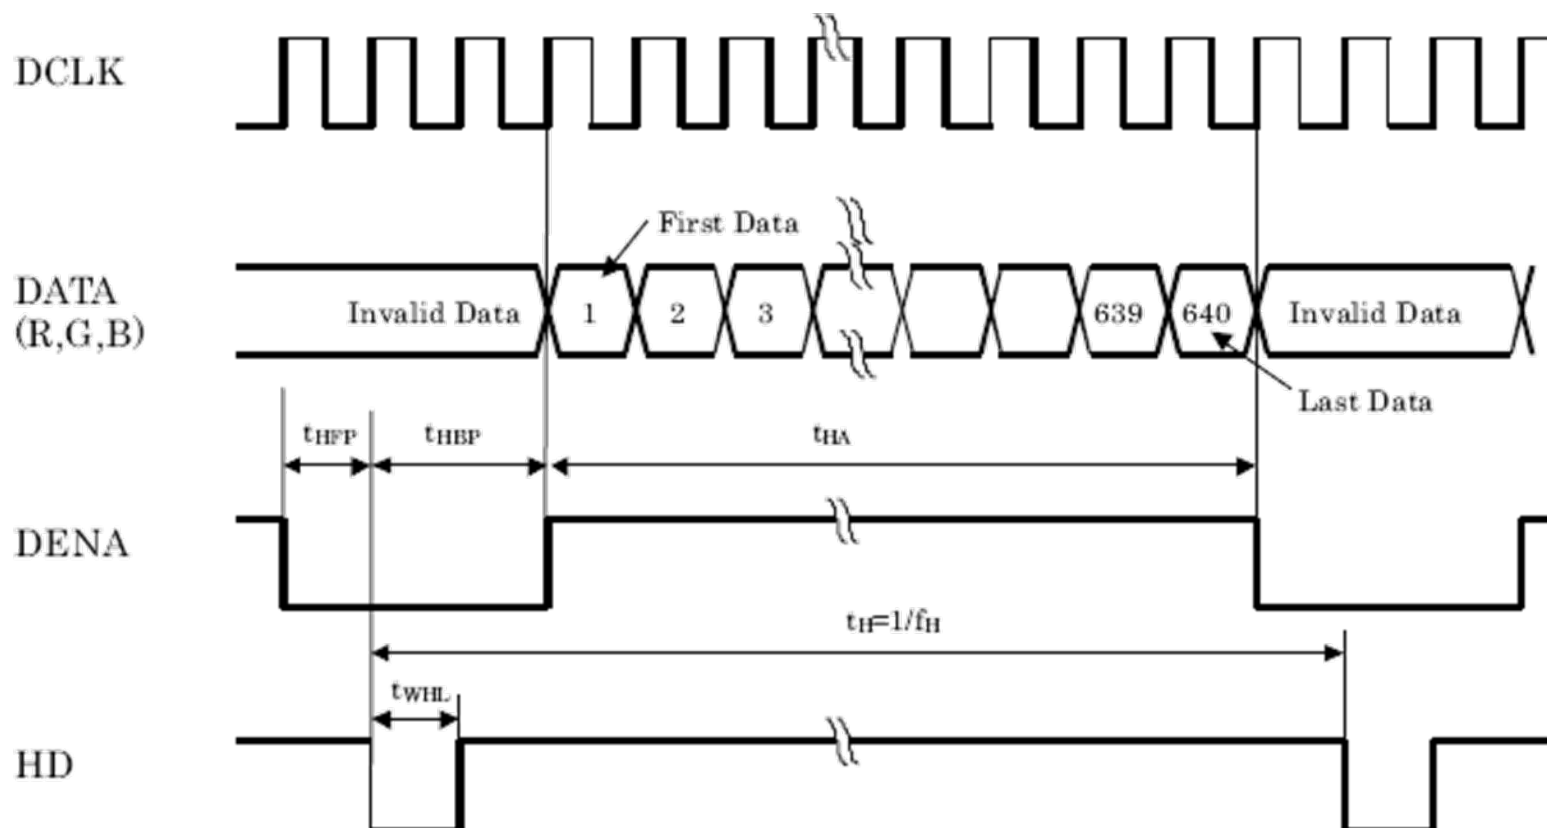 DCLK
First Data
DATA
(R,G,B)
Invalid Data
1
2
3
639
640
Invalid Data
Last Data
tHFP
tHBP
tHA
DENA
tH=1/fH
tWHL
HD